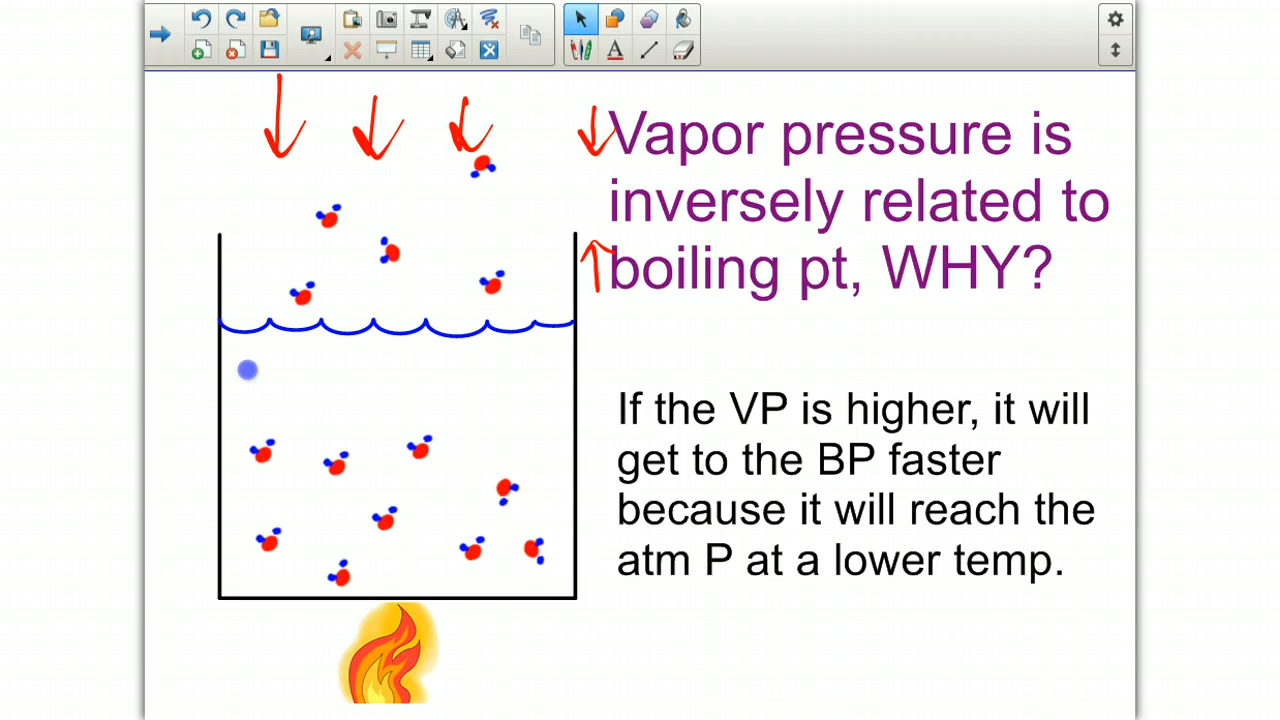 Vapor pressure is
inversely related to
boiling pt, WHY?
If the VP is higher, it will
get to the BP faster
because it will reach the
atm P at a lower temp.